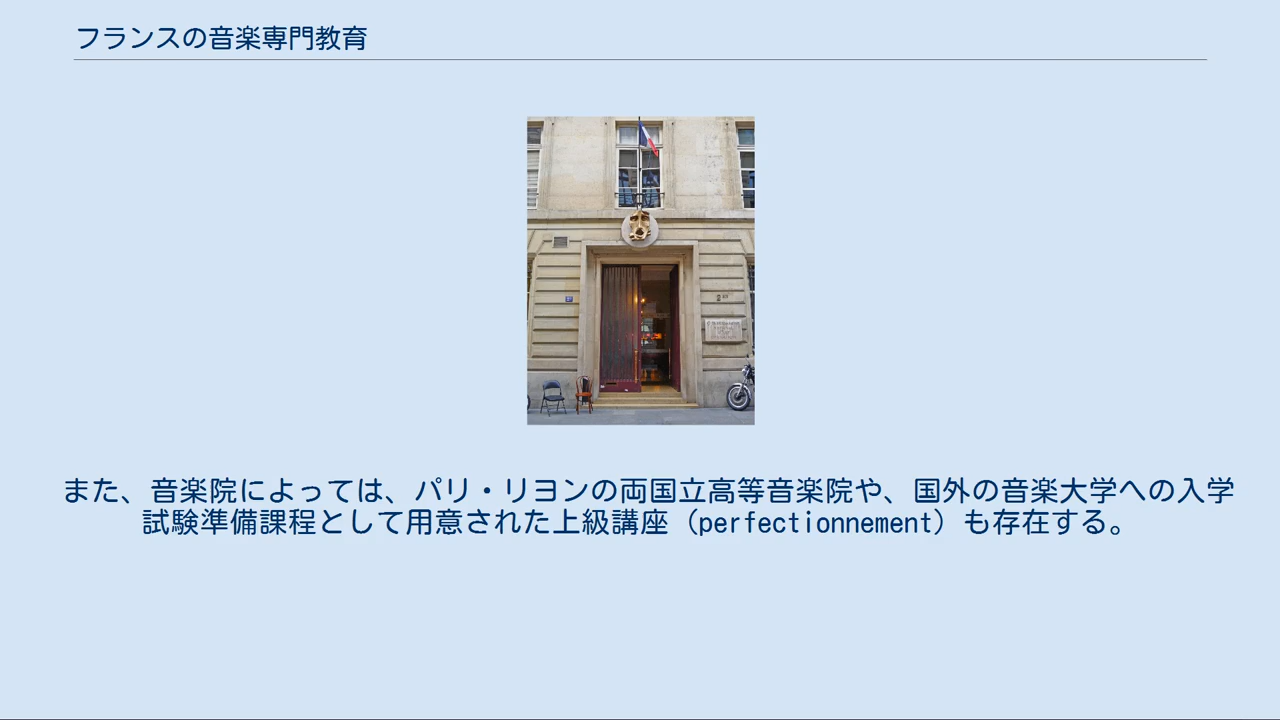 フランスの音楽専門教育
また、音楽院によっては、パリ・リヨンの両国立高等音楽院や、国外の音楽大学への入学
試験準備課程として用意された上級講座（perfectionnement）も存在する。